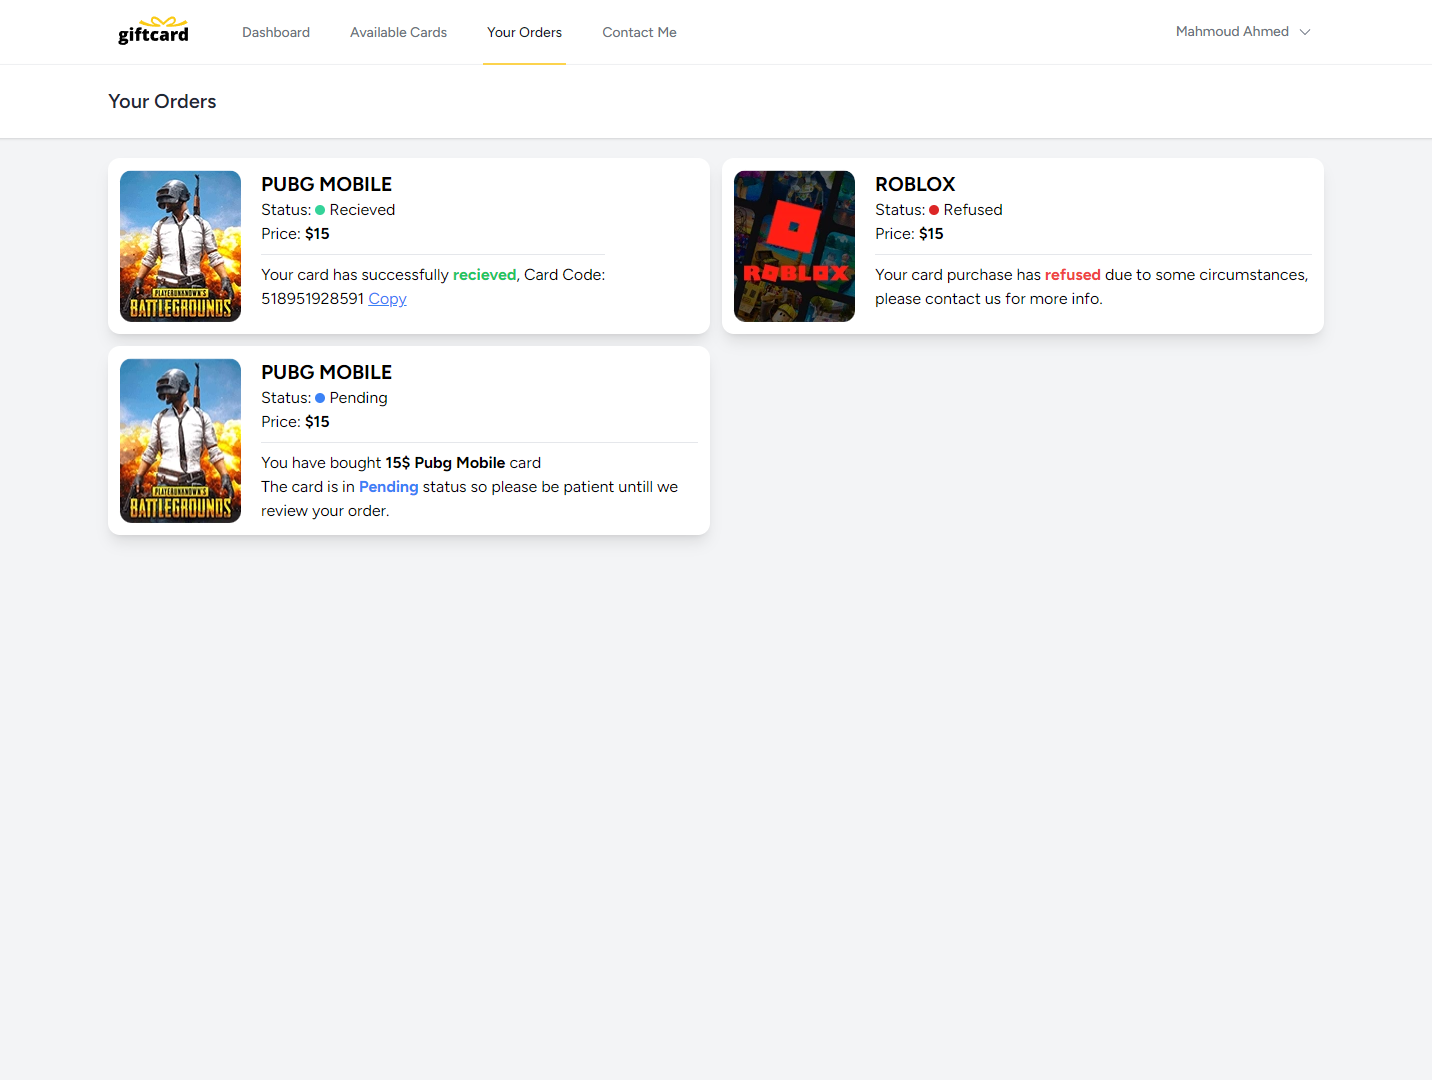 giftcard
Dashboard
Available Cards
Your Orders
Contact Me
Mahmoud Ahmed
Your Orders
PLAYERUNKNOWN'S
BATTLEGROUNDS
PUBG MOBILE
Status: Recieved
Price: $15
Your card has successfully recieved, Card Code:
518951928591 Copy
ROBLOX
ROBLOX
Status: Refused
Price: $15
Your card purchase has refused due to some circumstances,
please contact us for more info.
PLAYERUNKNOWN'S
BATTLEGROUNDS
PUBG MOBILE
Status: Pending
Price: $15
You have bought 15$ Pubg Mobile card
The card is in Pending status so please be patient untill we
review your order.